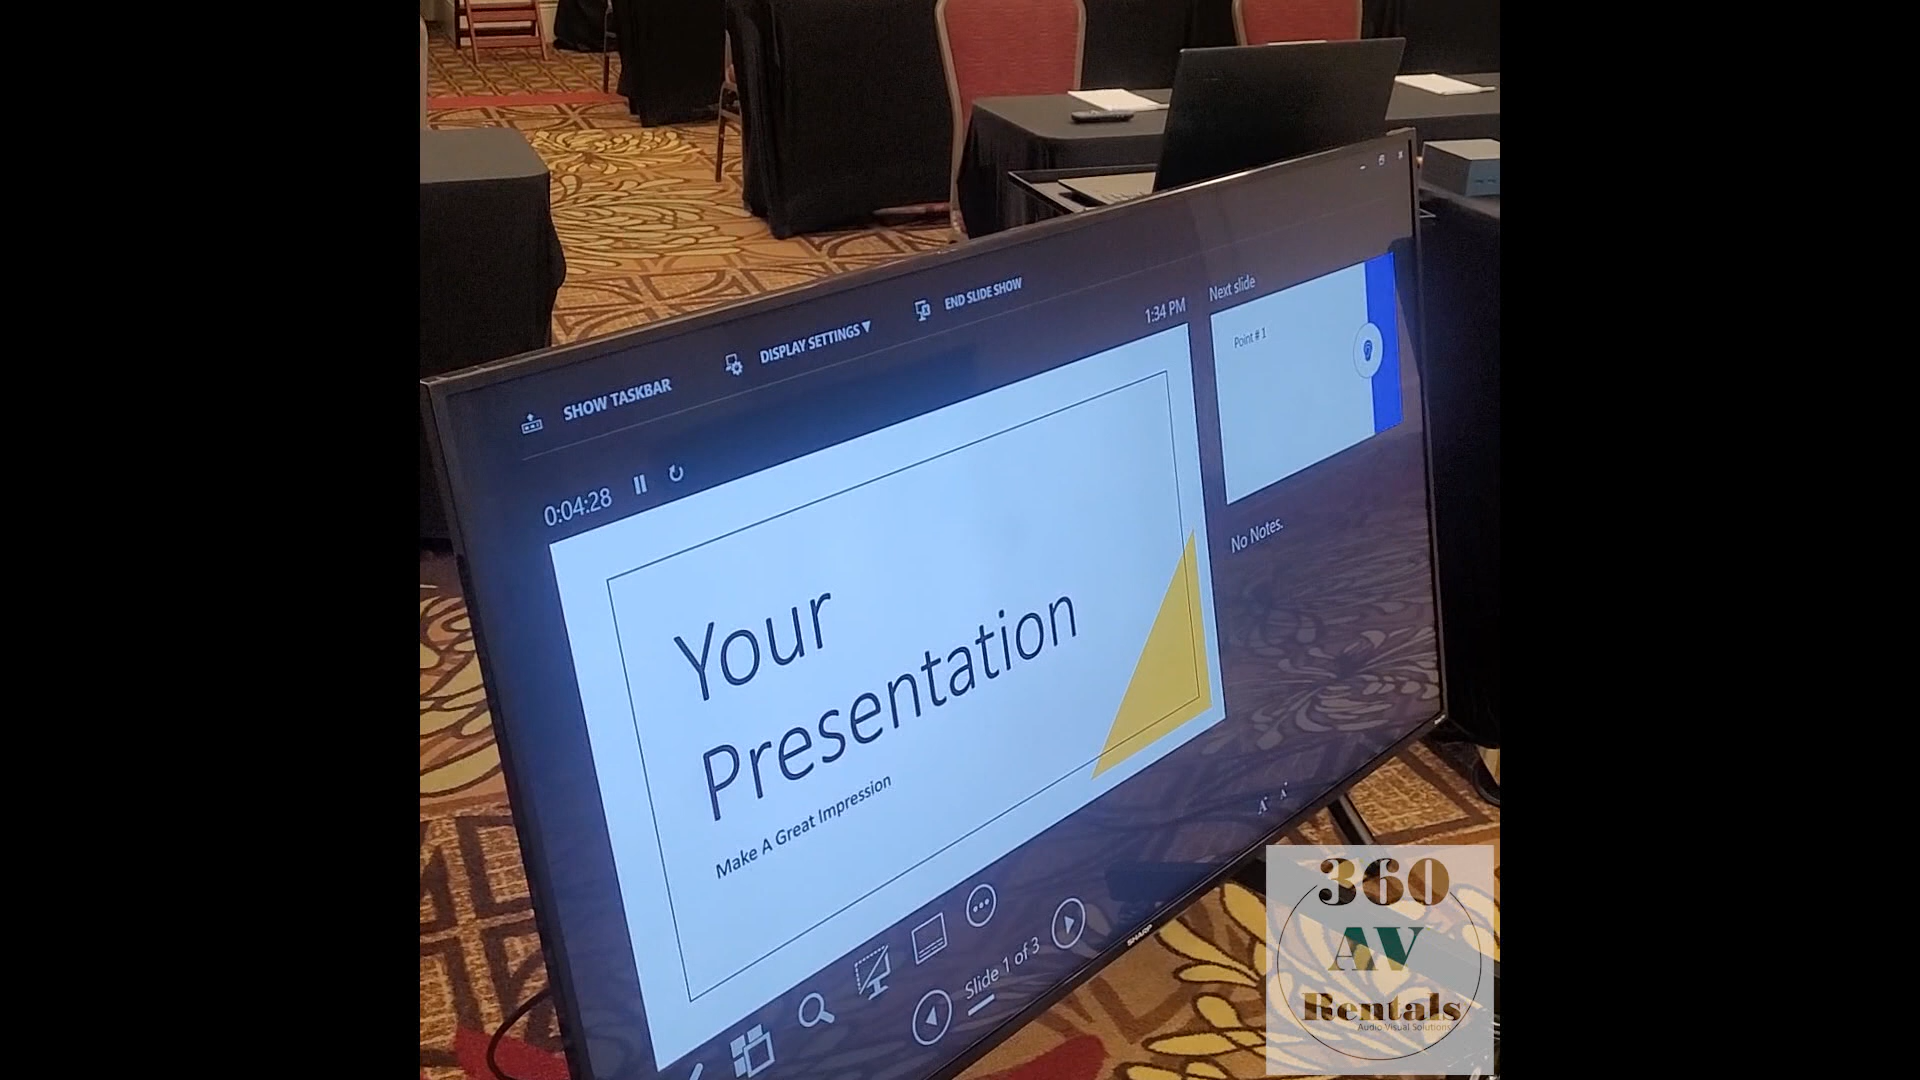 SHOW TASKBAR
DISPLAY SETTINGS ▼
END SLIDE SHOW
0:04:28
1:34 PM
Next slide
Point # 1
No Notes.
Your
Presentation
Make A Great Impression
A A
Slide 1 of 3
SHARP
360
AV
Rentals
Audio Visual Solutions